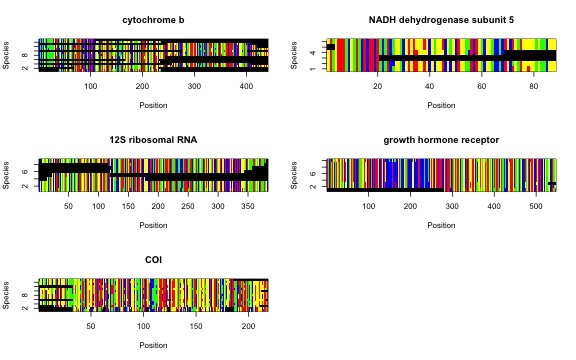 cytochrome b
Species
2 8
100 200 300 400
Position
NADH dehydrogenase subunit 5
Species
1 4
20 40 60 80
Position
12S ribosomal RNA
Species
2 6
50 100 150 200 250 300 350
Position
growth hormone receptor
Species
2 6
100 200 300 400 500
Position
COI
Species
2 8
50 100 150 200
Position